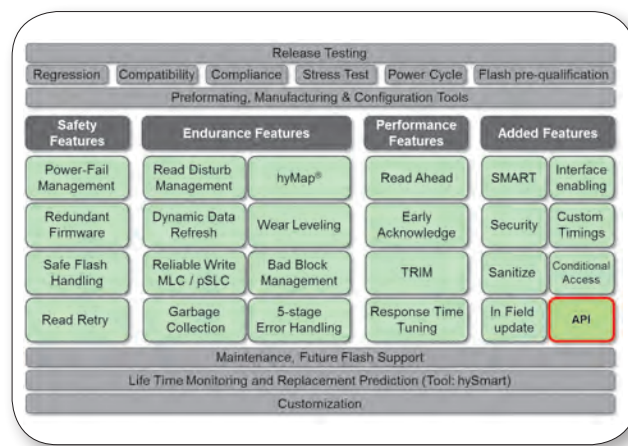 Release Testing
Regression Compatibility Compliance Stress Test Power Cycle Flash pre-qualification
Preformating, Manufacturing & Configuration Tools
Safety
Features
Endurance Features
Performance
Features
Added Features
Power-Fail
Management
Read Disturb
Management
hyMap®
Read Ahead
SMART
Interface
enabling
Redundant
Firmware
Dynamic Data
Refresh
Wear Leveling
Early
Acknowledge
Security
Custom
Timings
Safe Flash
Handling
Reliable Write
MLC / pSLC
Bad Block
Management
TRIM
Sanitize
Conditional
Access
Read Retry
Garbage
Collection
5-stage
Error Handling
Response Time
Tuning
In Field
update
API
Maintenance, Future Flash Support
Life Time Monitoring and Replacement Prediction (Tool: hySmart)
Customization